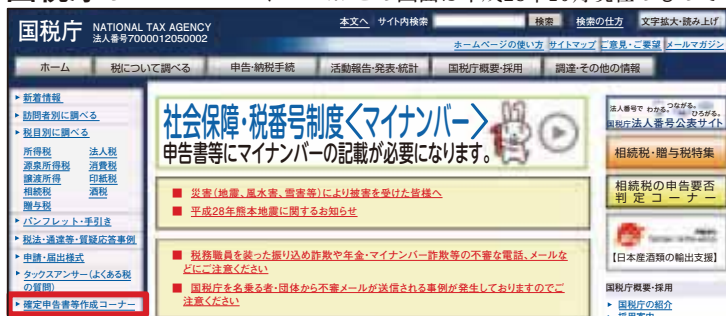 国税庁 NATIONAL TAX AGENCY
法人番号7000012050002
本文へ サイト内検索 検索 検索の仕方 文字拡大・読み上げ
ホームページの使い方 サイトマップ ご意見・ご要望 メールマガジン
ホーム 税について調べる 申告・納税手続 活動報告・発表・統計 国税庁概要・採用 調達・その他の情報
新着情報
訪問者別に調べる
税目別に調べる
所得税 法人税
源泉所得税 消費税
譲渡所得 印紙税
相続税 酒税
贈与税
パンフレット・手引き
税法・通達等・質疑応答事例
申請・届出様式
タックスアンサー(よくある税
の質問)
確定申告書等作成コーナー
社会保障・税番号制度<マイナンバー>
申告書等にマイナンバーの記載が必要になります。
災害(地震、風水害、雪害等)により被害を受けた皆様へ
平成28年熊本地震に関するお知らせ
税務職員を装った振り込め詐欺や年金・マイナンバー詐欺等の不審な電話、メールな
どにご注意ください
国税庁を名乗る者・団体から不審メールが送信される事例が発生しておりますのでご
注意ください
法人番号で わかる。つながる。ひろがる。
国税庁法人番号公表サイト
相続税・贈与税特集
相続税の申告要否
判定コーナー
【日本産酒類の輸出支援】
国税庁概要・採用
国税庁の紹介